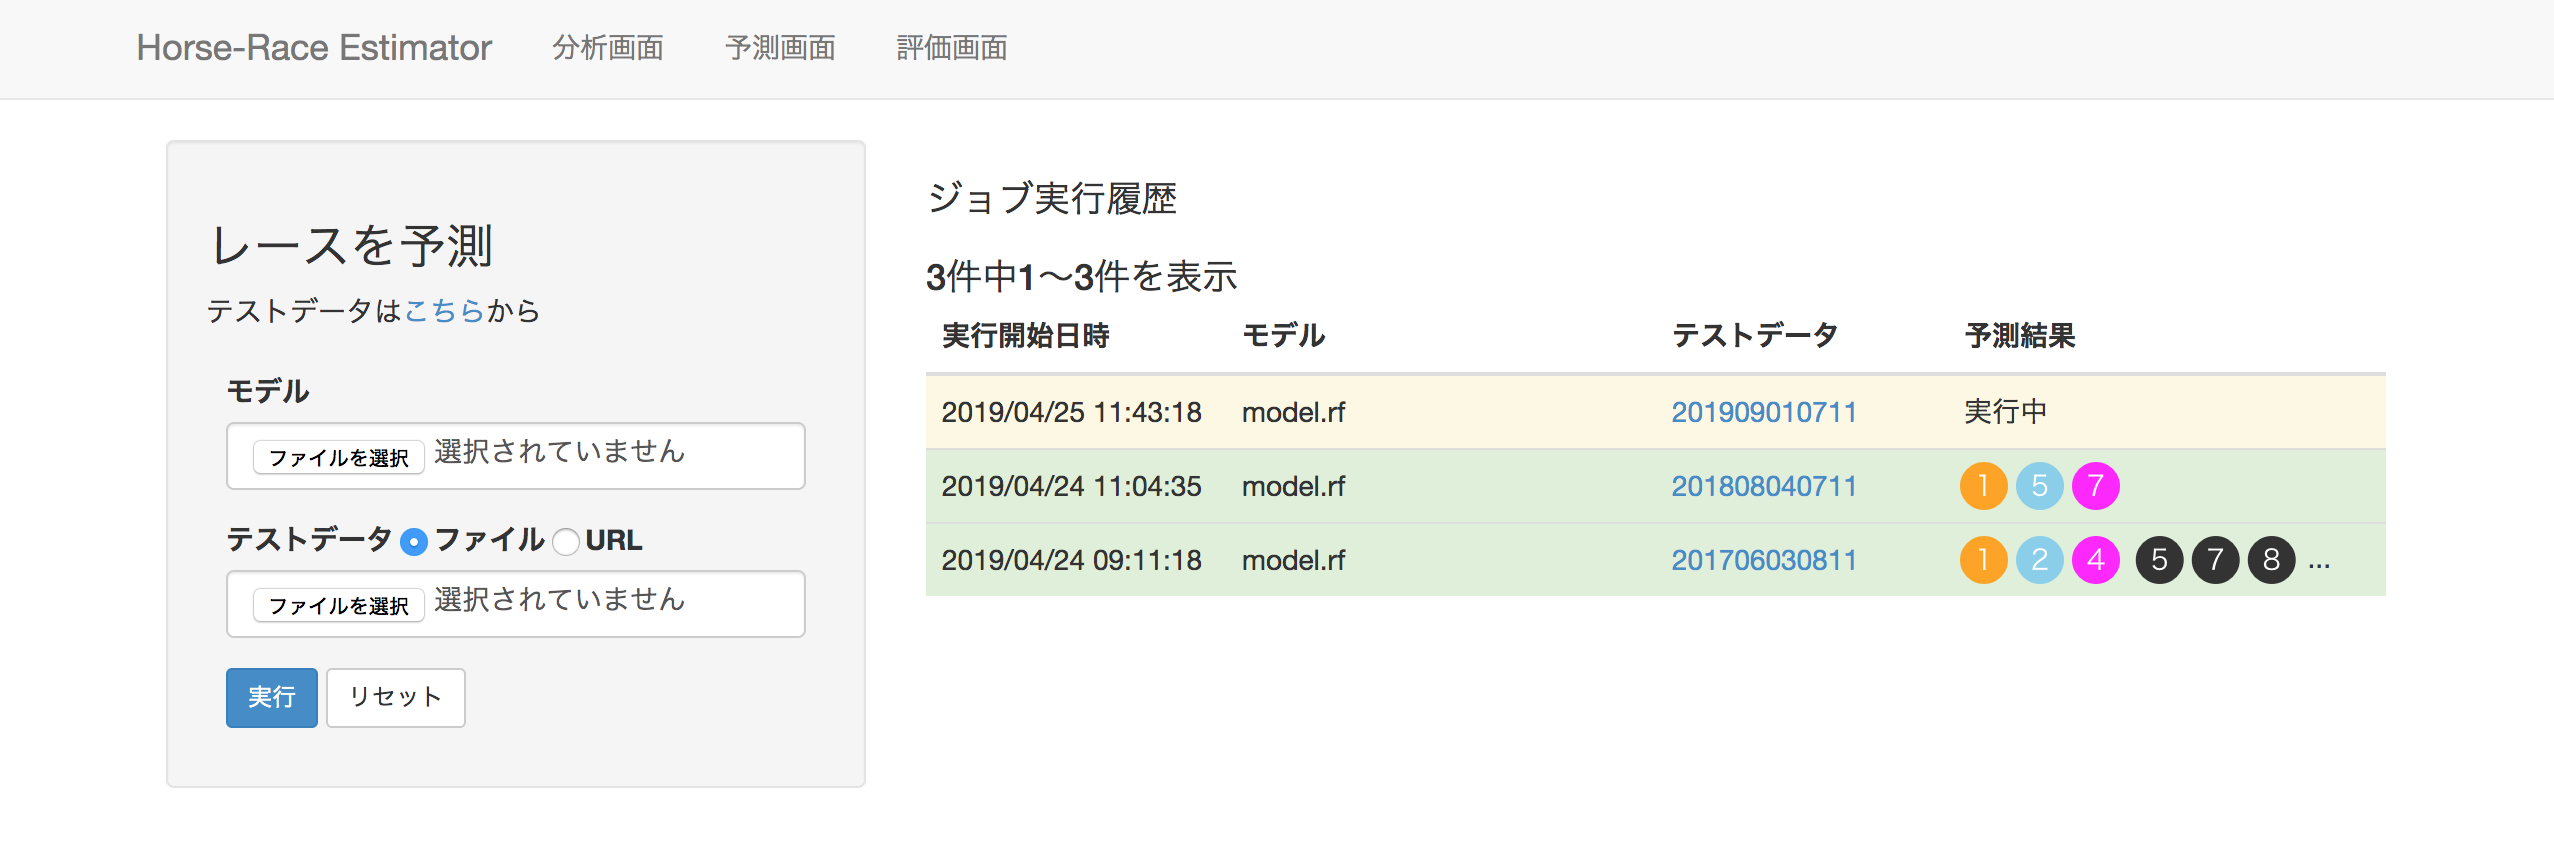 Horse-Race Estimator 分析画面 予測画面 評価画面
レースを予測
テストデータはこちらから
モデル
ファイルを選択 選択されていません
テストデータ ファイル URL
ファイルを選択 選択されていません
実行 リセット
ジョブ実行履歴
3件中1〜3件を表示
実行開始日時 モデル テストデータ 予測結果
2019/04/25 11:43:18 model.rf 201909010711 実行中
2019/04/24 11:04:35 model.rf 201808040711 1 5 7
2019/04/24 09:11:18 model.rf 201706030811 1 2 4 5 7 8 ...